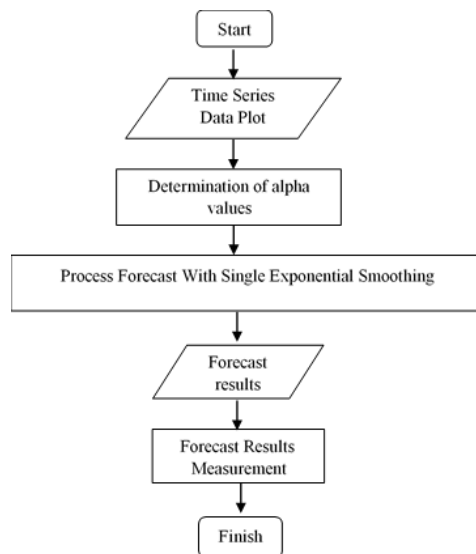 Start
Time Series
Data Plot
Determination of alpha
values
Process Forecast With Single Exponential Smoothing
Forecast
results
Forecast Results
Measurement
Finish